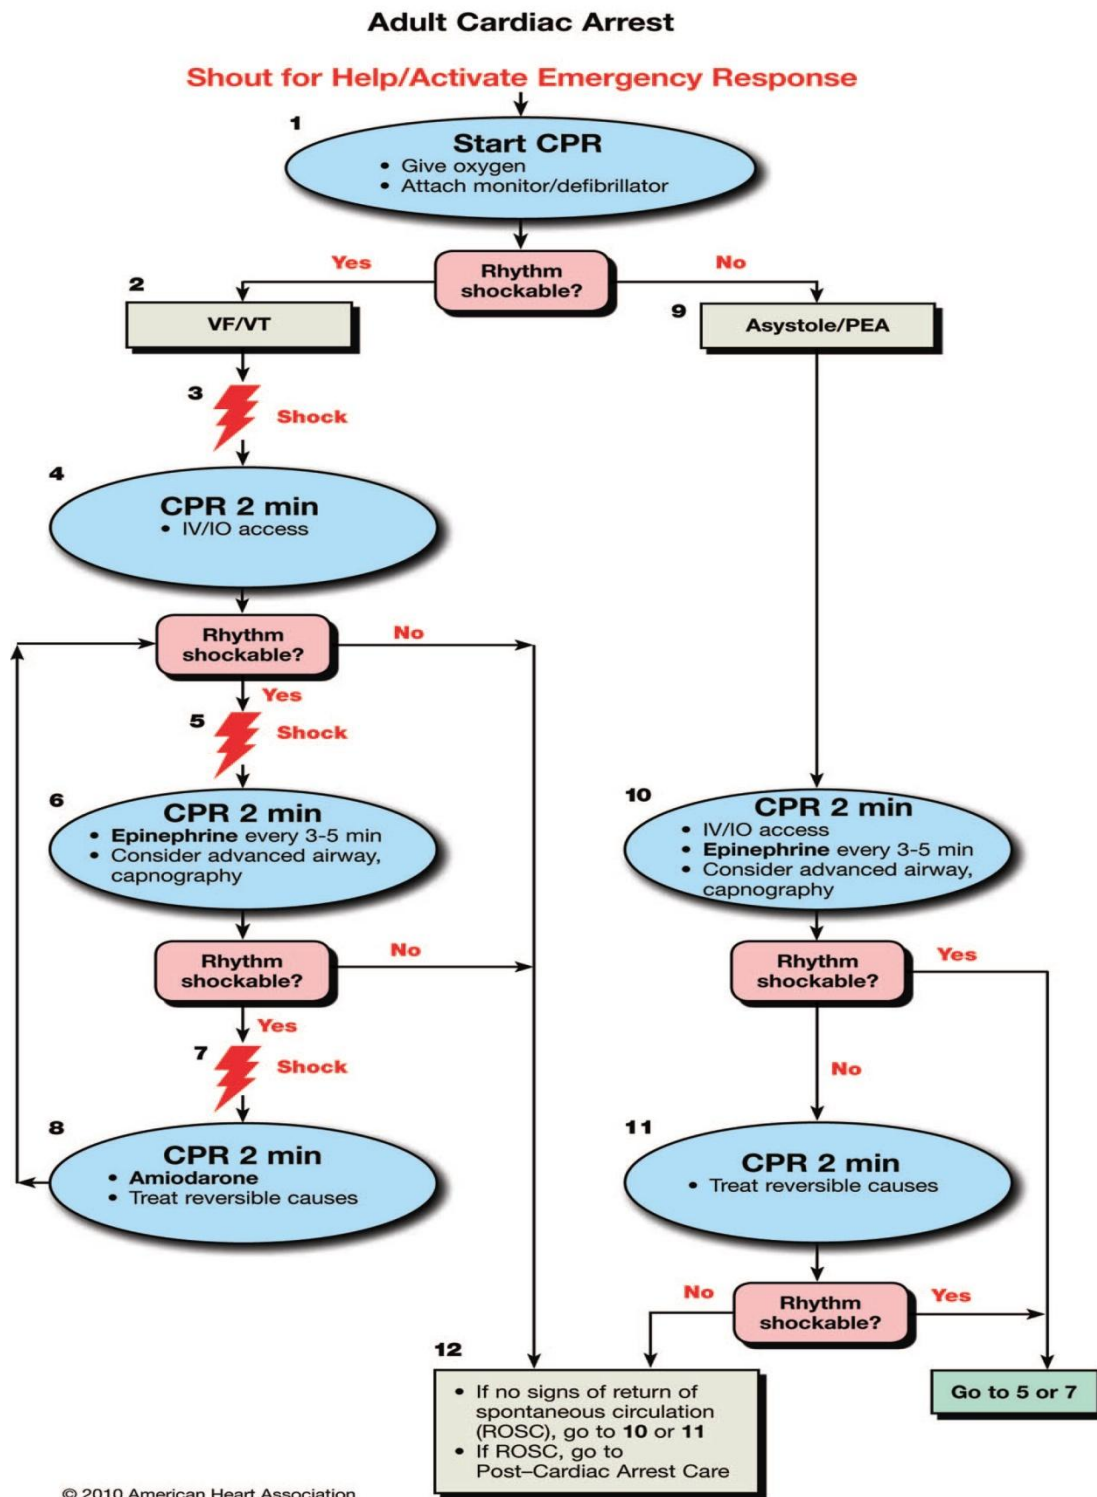 Adult Cardiac Arrest
Shout for Help/Activate Emergency Response
1
Start CPR
• Give oxygen
• Attach monitor/defibrillator
Yes
Rhythm
shockable?
No
2
VF/VT
9
Asystole/PEA
3
Shock
4
CPR 2 min
• IV/IO access
Rhythm
shockable?
No
Yes
5
Shock
6
CPR 2 min
• Epinephrine every 3-5 min
• Consider advanced airway,
capnography
Rhythm
shockable?
No
Yes
7
Shock
8
CPR 2 min
• Amiodarone
• Treat reversible causes
10
CPR 2 min
• IV/IO access
• Epinephrine every 3-5 min
• Consider advanced airway,
capnography
Rhythm
shockable?
Yes
No
11
CPR 2 min
• Treat reversible causes
No
Rhythm
shockable?
Yes
12
• If no signs of return of
spontaneous circulation
(ROSC), go to 10 or 11
• If ROSC, go to
Post–Cardiac Arrest Care
Go to 5 or 7
© 2010 American Heart Association